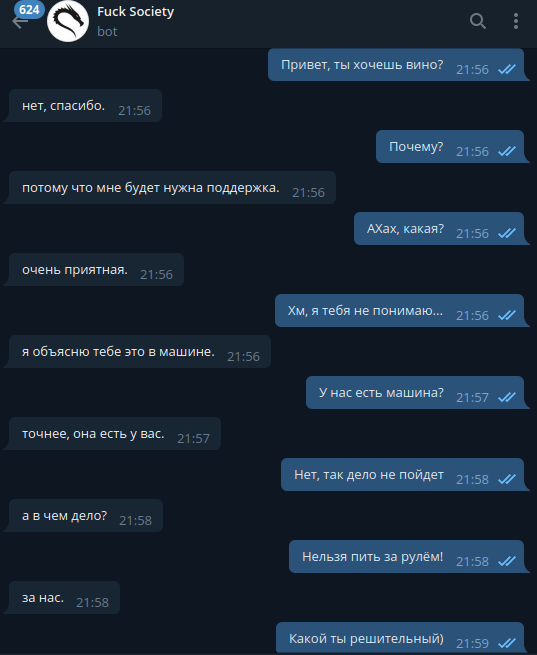 624
Fuck Society
bot
Привет, ты хочешь вино? 21:56
нет, спасибо. 21:56
Почему? 21:56
потому что мне будет нужна поддержка. 21:56
АХах, какая? 21:56
очень приятная. 21:56
Хм, я тебя не понимаю... 21:56
я объясню тебе это в машине. 21:56
У нас есть машина? 21:57
точнее, она есть у вас. 21:57
Нет, так дело не пойдет 21:58
а в чем дело? 21:58
Нельзя пить за рулём! 21:58
за нас. 21:58
Какой ты решительный) 21:59